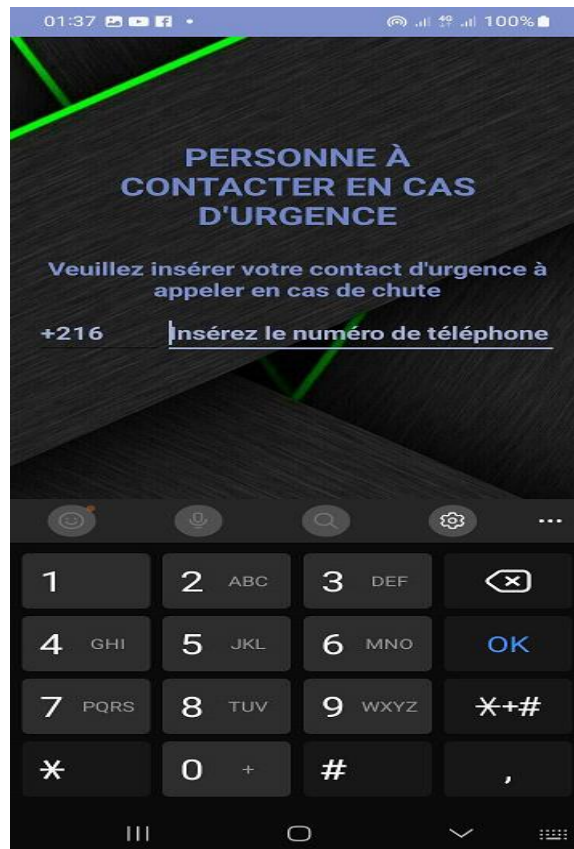 01:37 4G 100%
PERSONNE À
CONTACTER EN CAS
D'URGENCE
Veuillez insérer votre contact d'urgence à
appeler en cas de chute
+216 Insérez le numéro de téléphone
1 2 ABC 3 DEF
4 GHI 5 JKL 6 MNO OK
7 PQRS 8 TUV 9 WXYZ *+#
* 0 + # ,